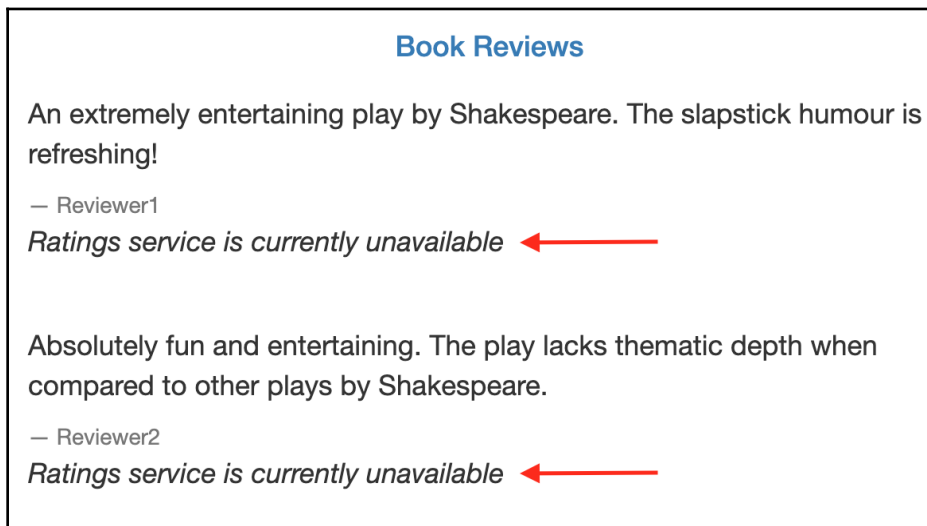 Book Reviews
An extremely entertaining play by Shakespeare. The slapstick humour is
refreshing!
— Reviewer1
Ratings service is currently unavailable
Absolutely fun and entertaining. The play lacks thematic depth when
compared to other plays by Shakespeare.
— Reviewer2
Ratings service is currently unavailable